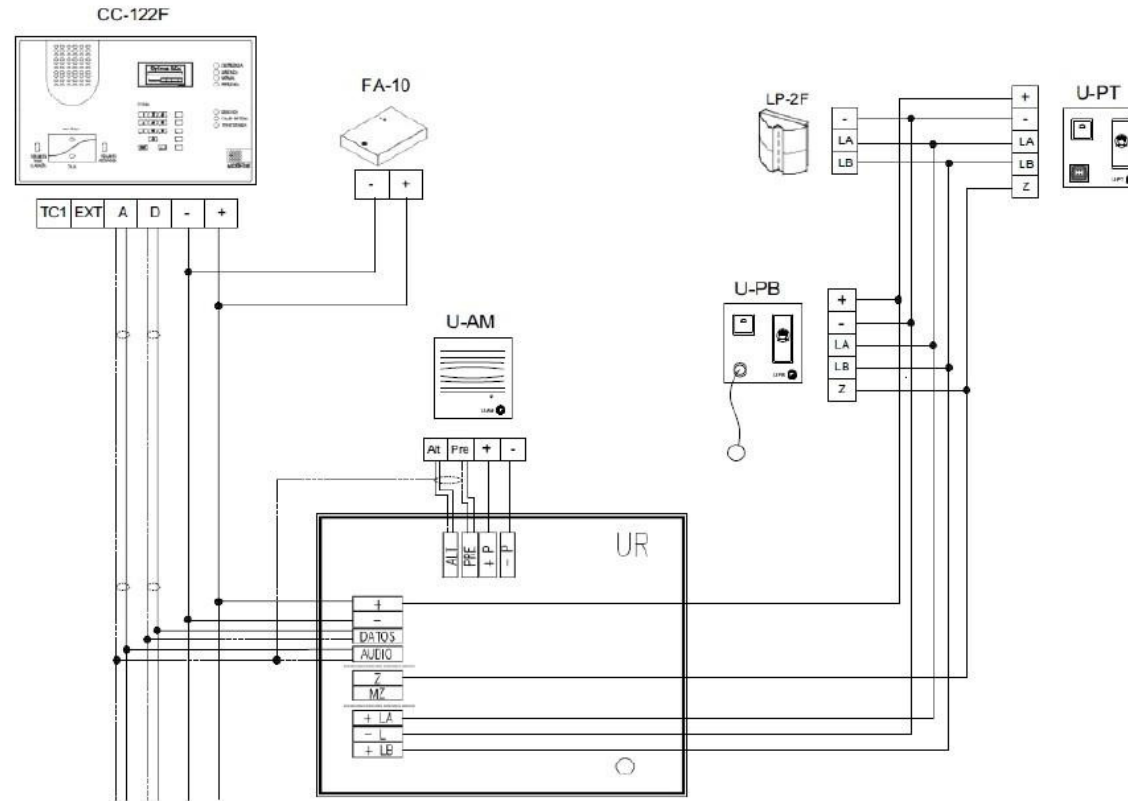 CC-122F
FA-10
- +
TC1 EXT A D - +
LP-2F
-
LA
LB
U-PT
+
-
LA
LB
Z
U-PB
+
-
LA
LB
Z
U-AM
Alt Pre + -
UR
ALT PRE + P - P
+
-
DATOS
AUDIO
Z
MZ
+ LA
- L
+ LB